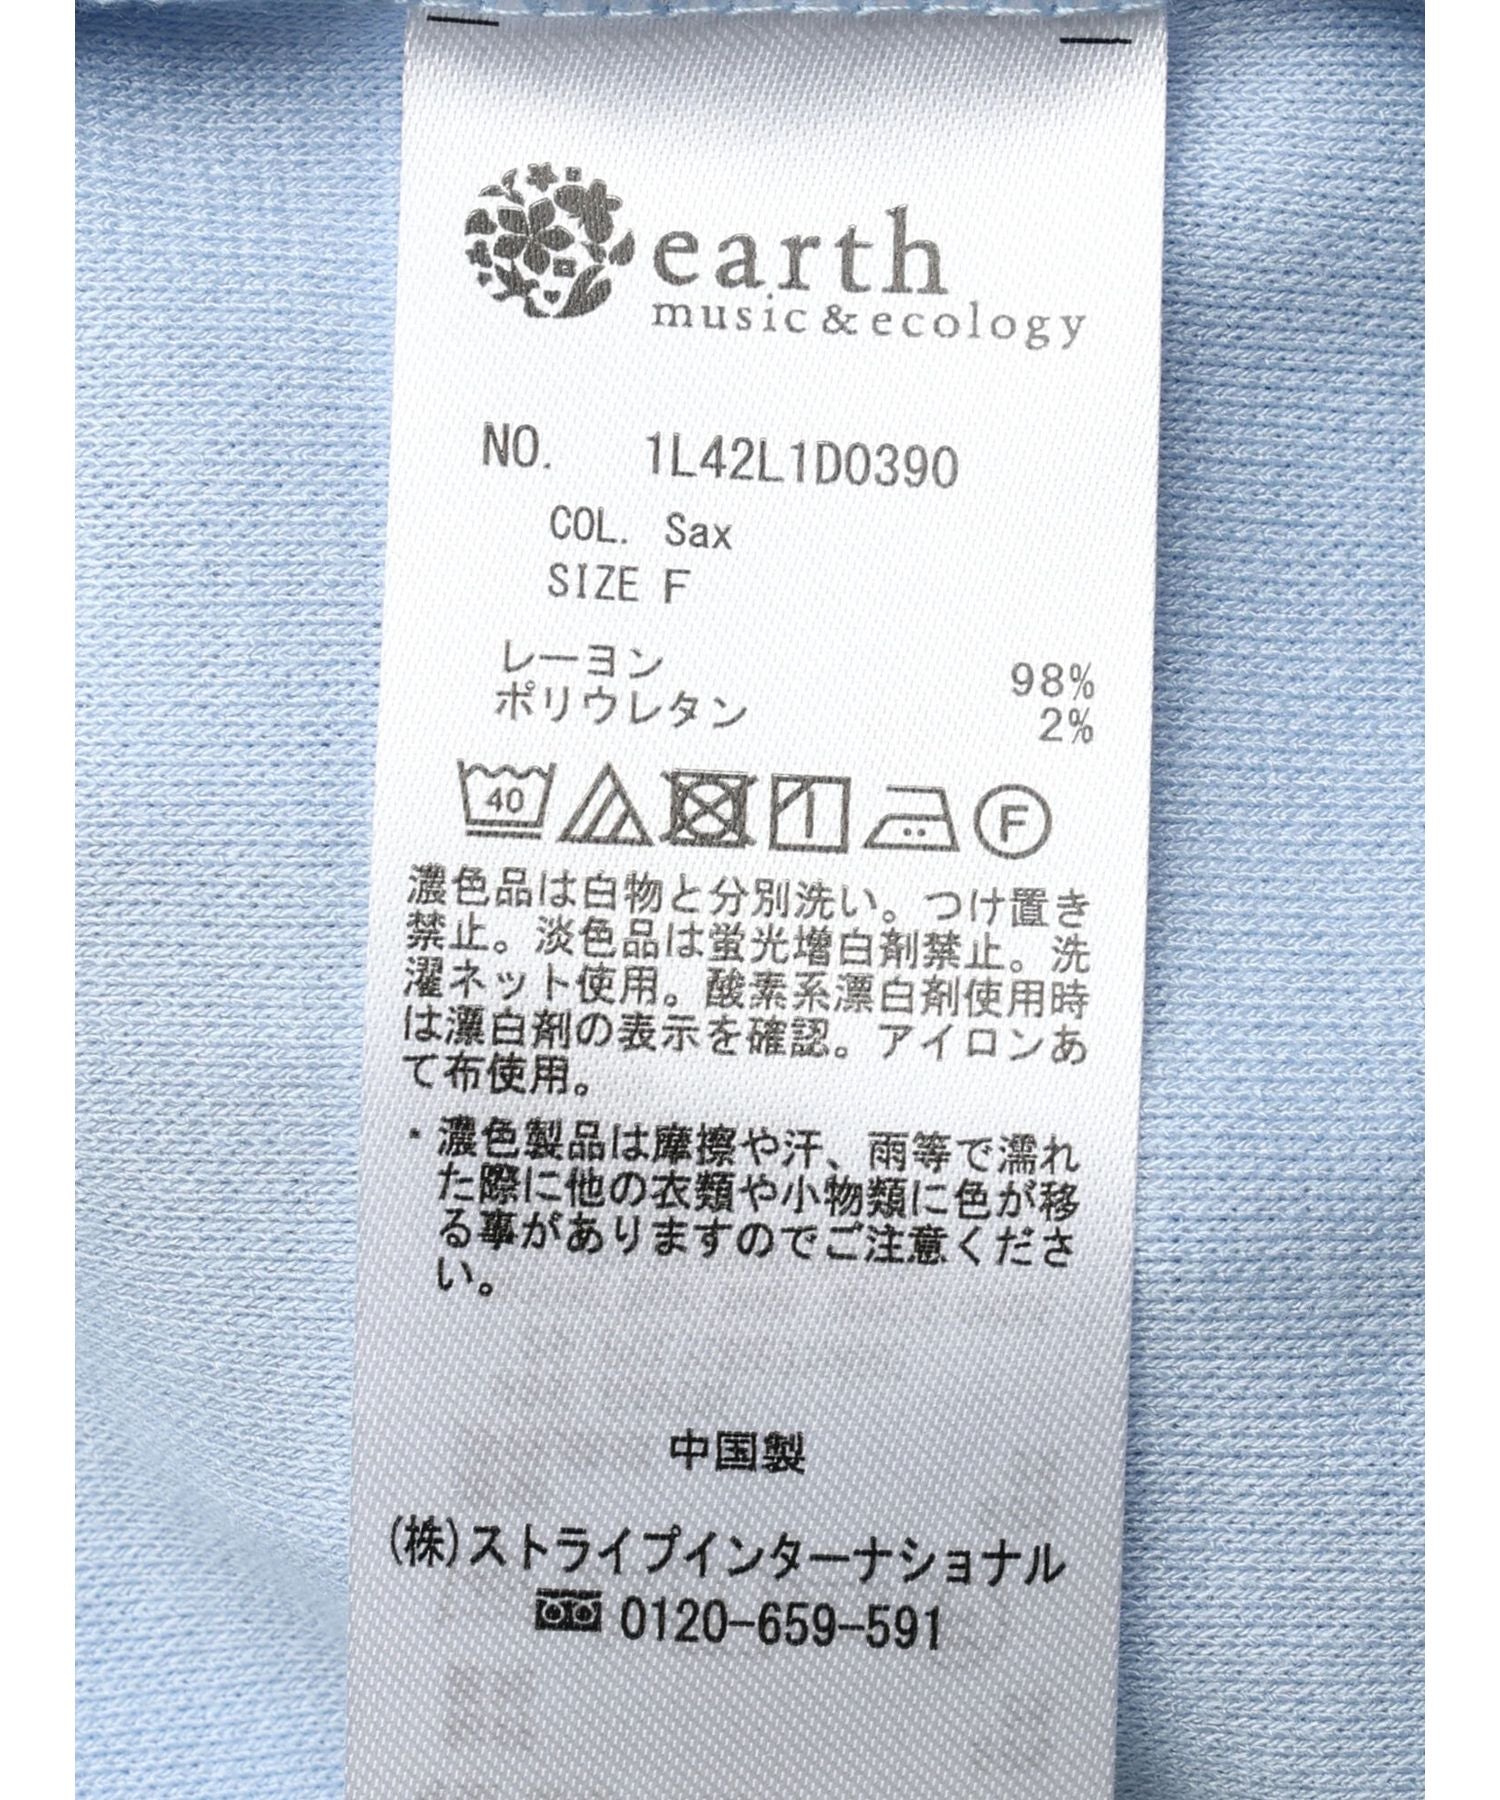 earth
music & ecology
NO. 1L42L1D0390
COL. Sax
SIZE F
レーヨン 98%
ポリウレタン 2%
40 F
濃色品は白物と分別洗い。つけ置き
禁止。淡色品は蛍光増白剤禁止。洗
濯ネット使用。酸素系漂白剤使用時
は漂白剤の表示を確認。アイロンあ
て布使用。
・濃色製品は摩擦や汗、雨等で濡れ
た際に他の衣類や小物類に色が移
る事がありますのでご注意くださ
い。
中国製
(株)ストライプインターナショナル
0120-659-591